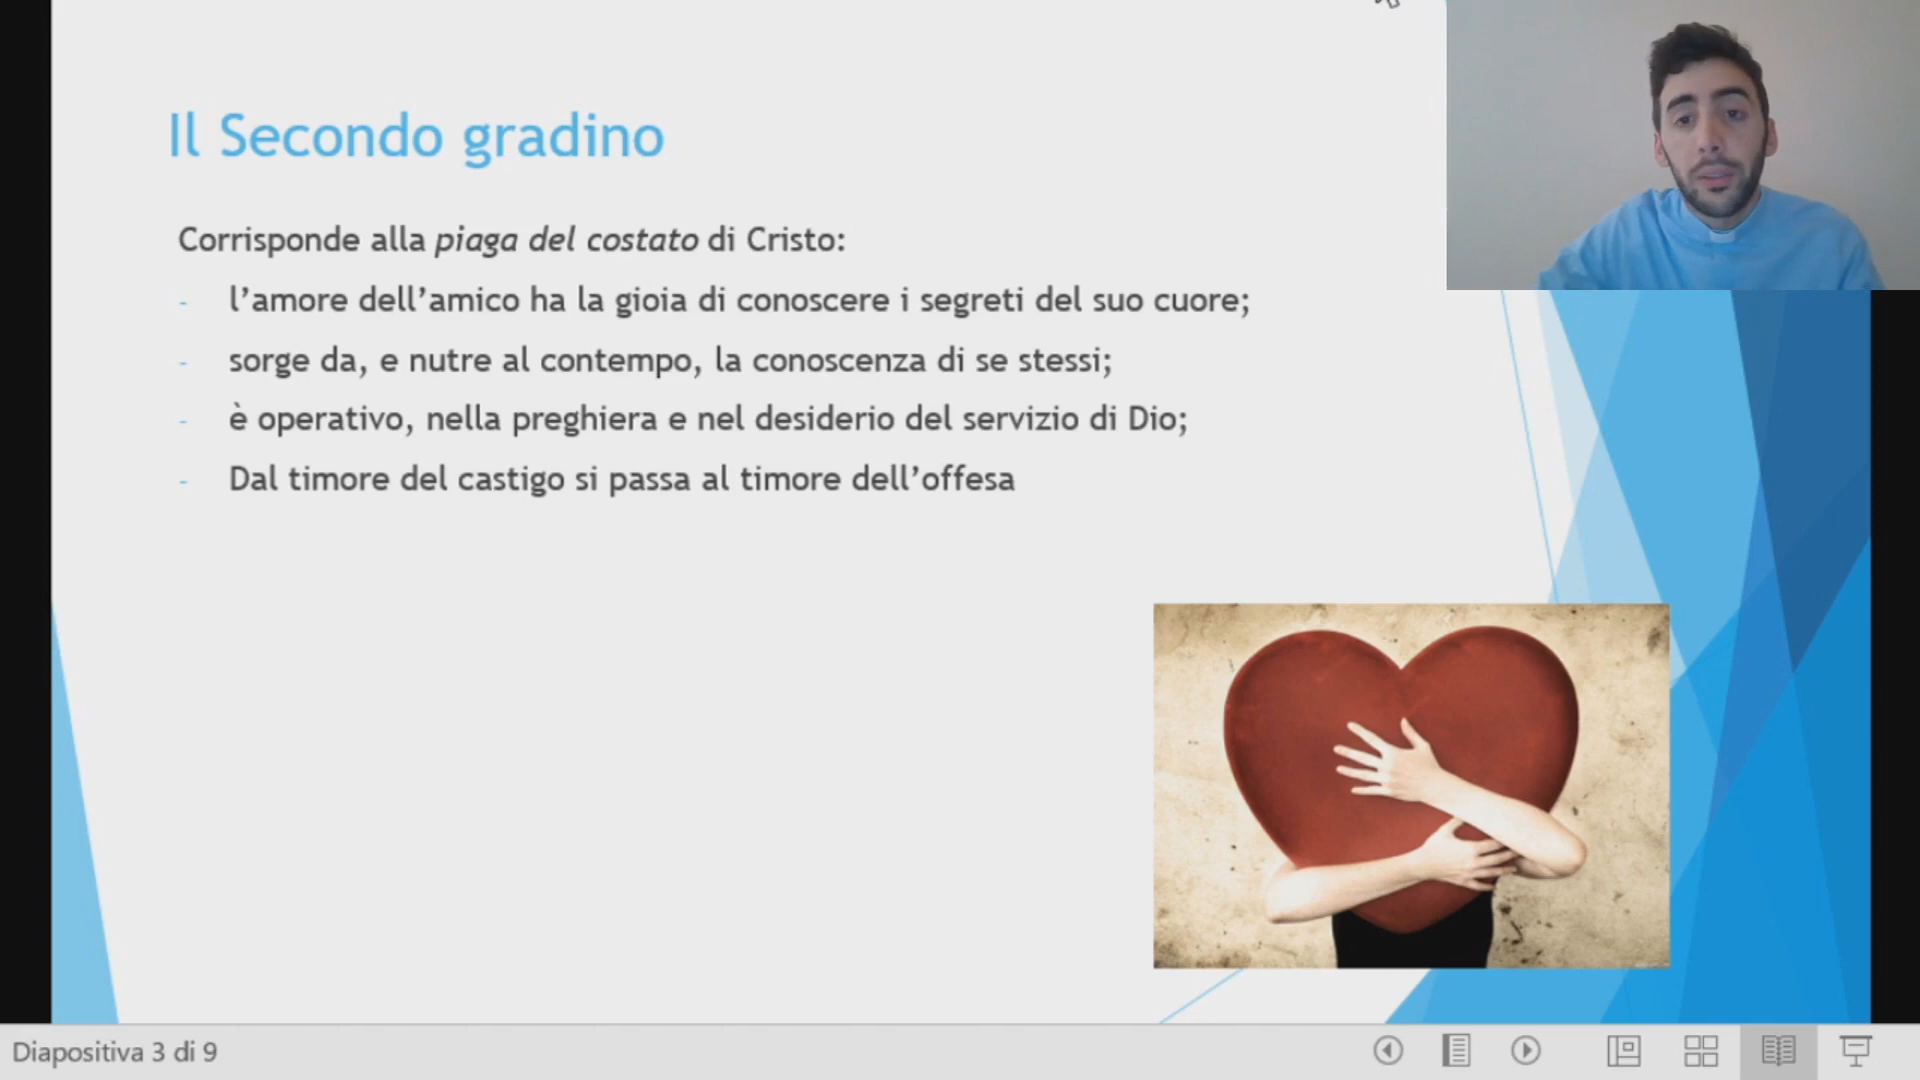 Il Secondo gradino
Corrisponde alla piaga del costato di Cristo:
- l’amore dell’amico ha la gioia di conoscere i segreti del suo cuore;
- sorge da, e nutre al contempo, la conoscenza di se stessi;
- è operativo, nella preghiera e nel desiderio del servizio di Dio;
- Dal timore del castigo si passa al timore dell’offesa
Diapositiva 3 di 9